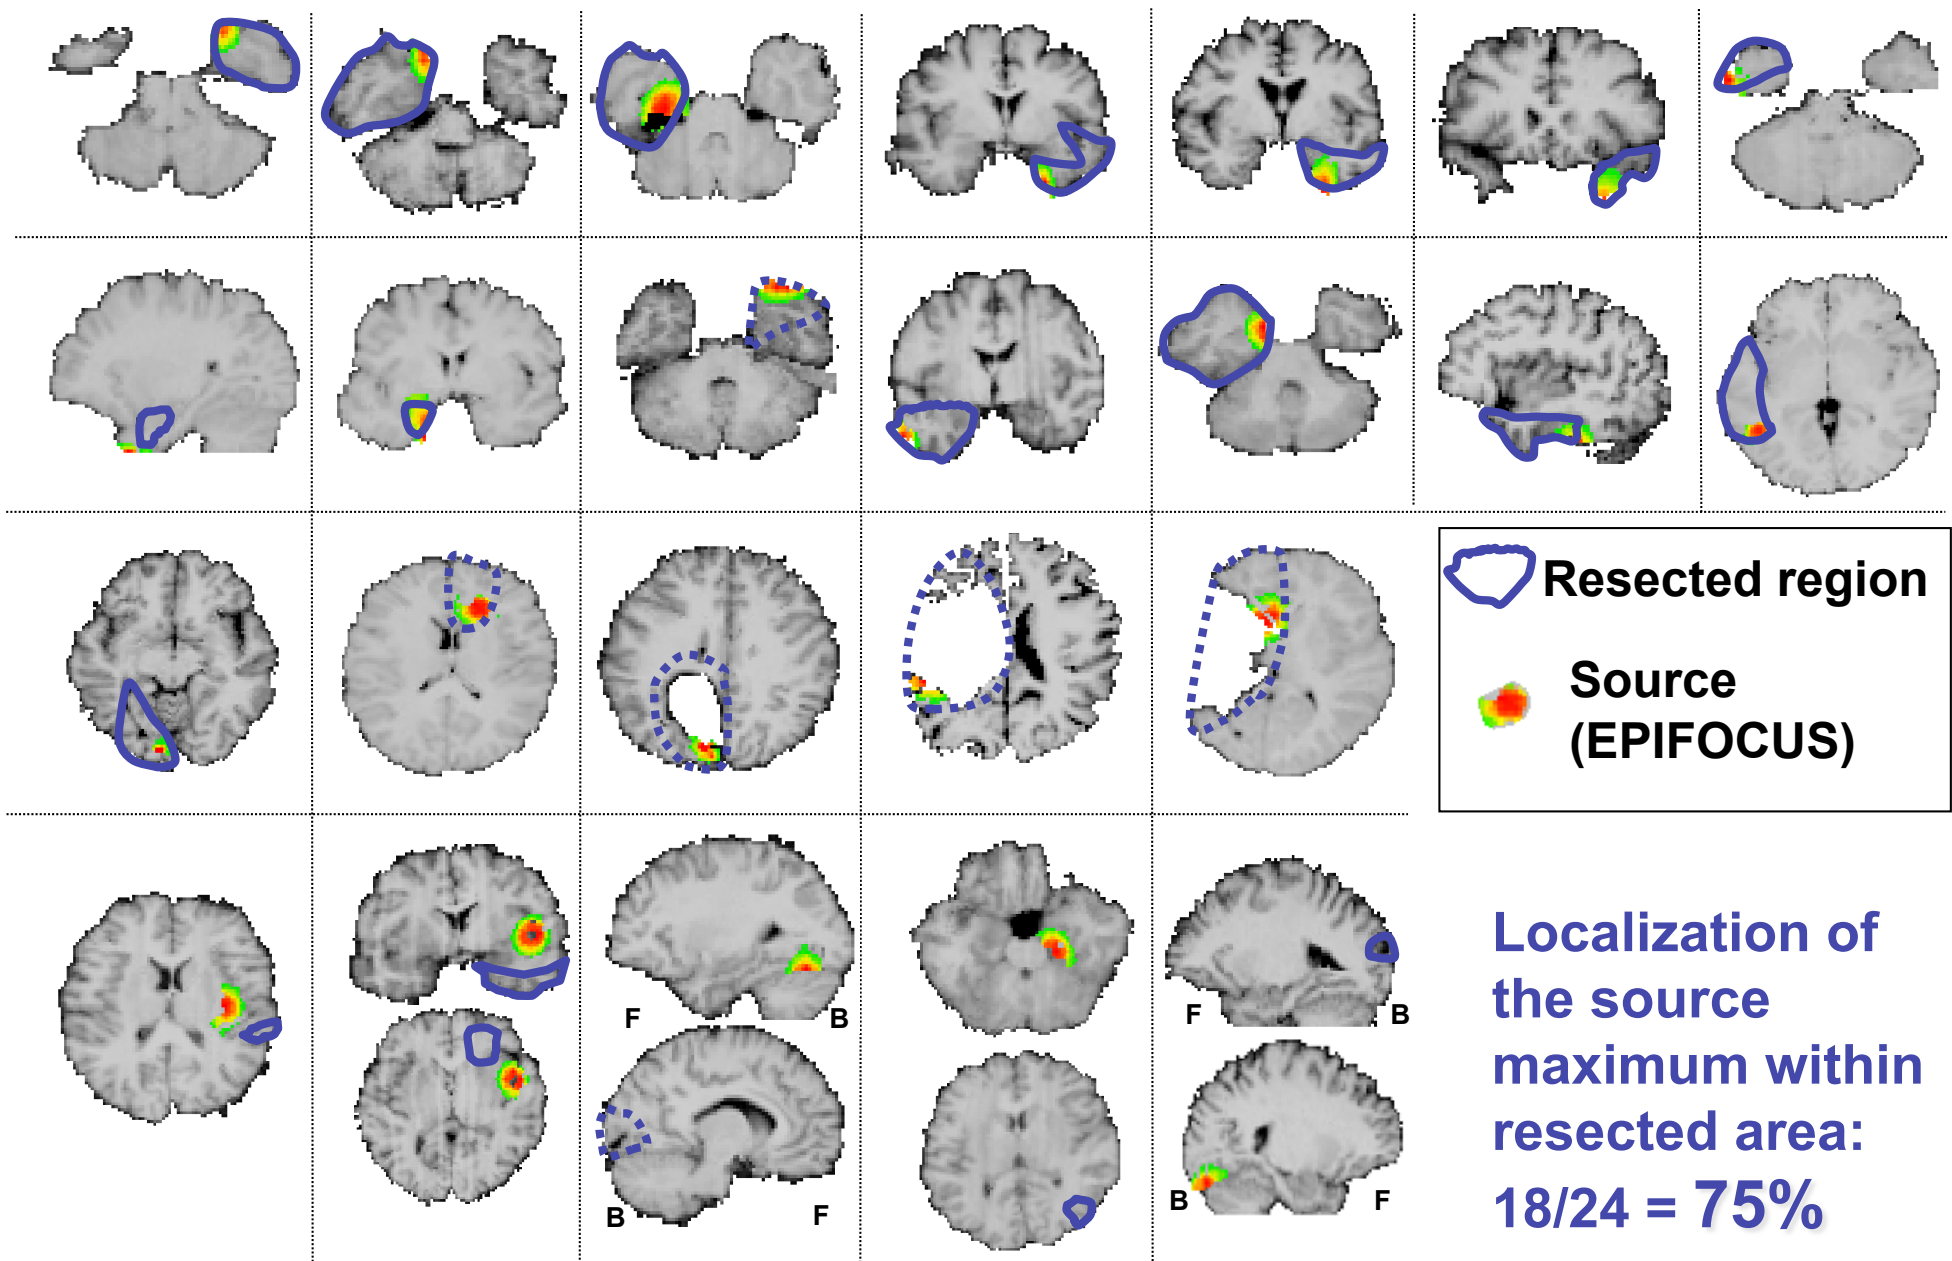 Resected region
Source
(EPIFOCUS)
F
B
F
B
B
F
B
F
Localization of
the source
maximum within
resected area:
18/24 = 75%